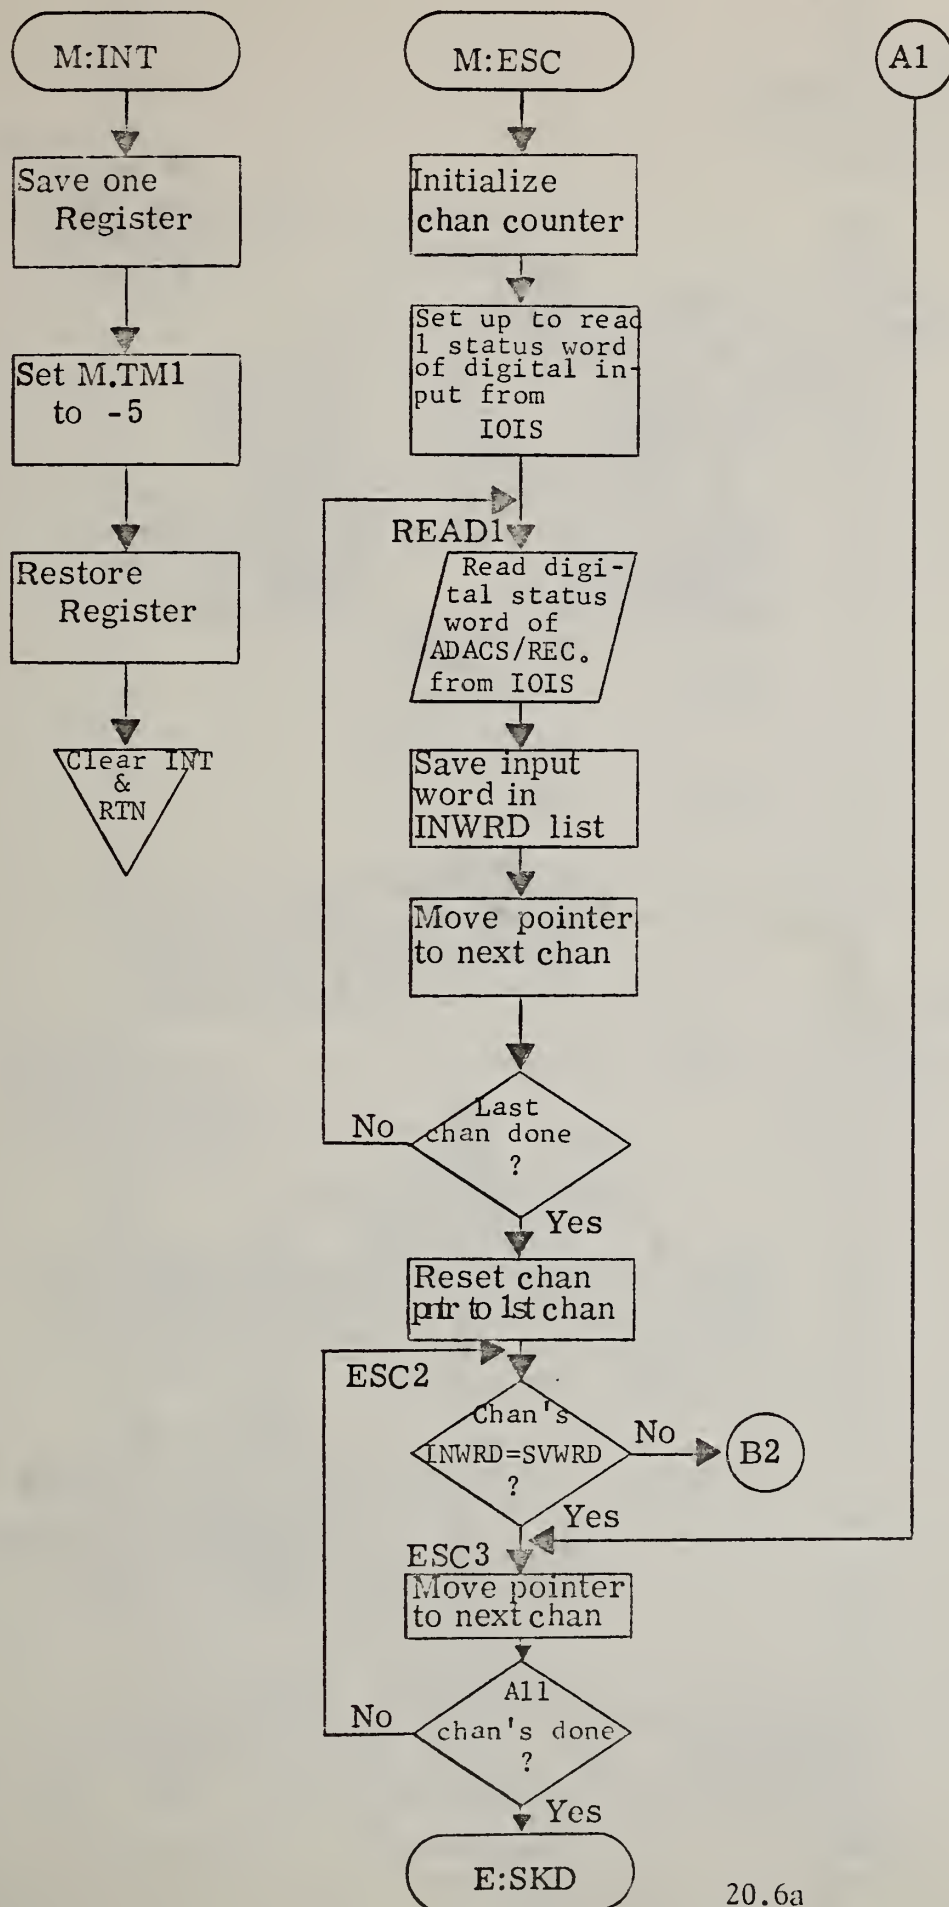 M:INT
Save one
Register
Set M.TM1
to -5
Restore
Register
Clear INT
&
RTN
M:ESC
Initialize
chan counter
Set up to read
1 status word
of digital in-
put from
IOIS
READ1
Read digi-
tal status
word of
ADACS/REC.
from IOIS
Save input
word in
INWRD list
Move pointer
to next chan
Last
chan done
?
No
Yes
Reset chan
pntr to 1st chan
ESC2
Chan's
INWRD=SVWRD
?
No
B2
Yes
ESC3
Move pointer
to next chan
All
chan's done
?
No
Yes
E:SKD
A1
20.6a